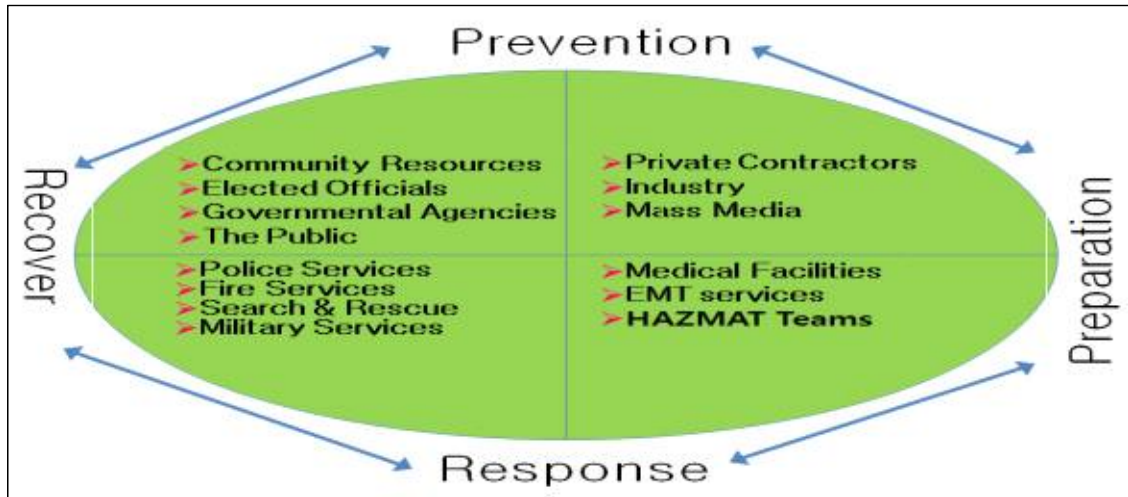 Prevention
Recover
➢Community Resources
➢Elected Officials
➢Governmental Agencies
➢The Public
➢Private Contractors
➢Industry
➢Mass Media
Preparation
➢Police Services
➢Fire Services
➢Search & Rescue
➢Military Services
➢Medical Facilities
➢EMT services
➢HAZMAT Teams
Response